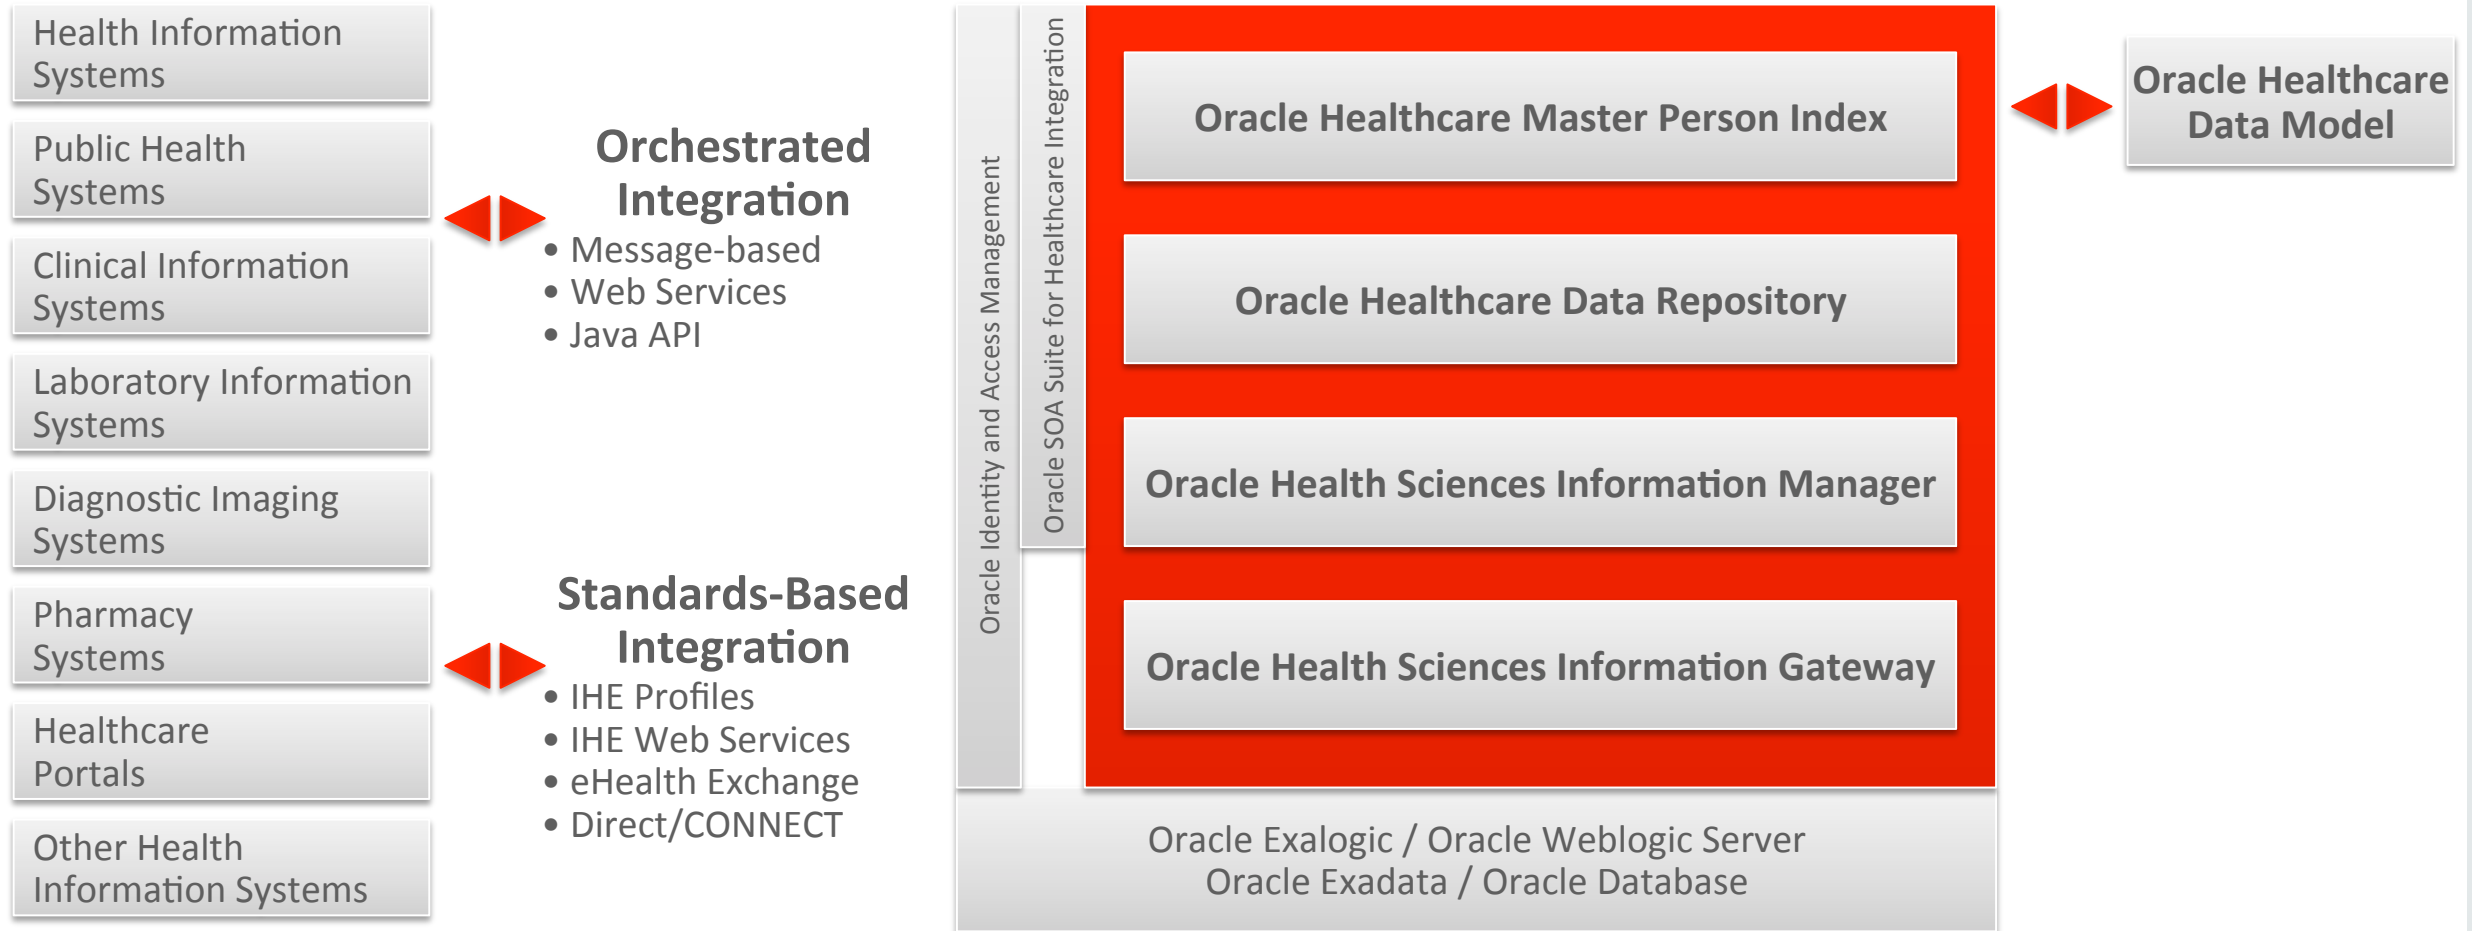 Health Information
Systems
Public Health
Systems
Clinical Information
Systems
Laboratory Information
Systems
Diagnostic Imaging
Systems
Pharmacy
Systems
Healthcare
Portals
Other Health
Information Systems
Orchestrated
Integration
• Message-based
• Web Services
• Java API
Standards-Based
Integration
• IHE Profiles
• IHE Web Services
• eHealth Exchange
• Direct/CONNECT
Oracle Identity and Access Management
Oracle SOA Suite for Healthcare Integration
Oracle Healthcare Master Person Index
Oracle Healthcare Data Repository
Oracle Health Sciences Information Manager
Oracle Health Sciences Information Gateway
Oracle Exalogic / Oracle Weblogic Server
Oracle Exadata / Oracle Database
Oracle Healthcare
Data Model